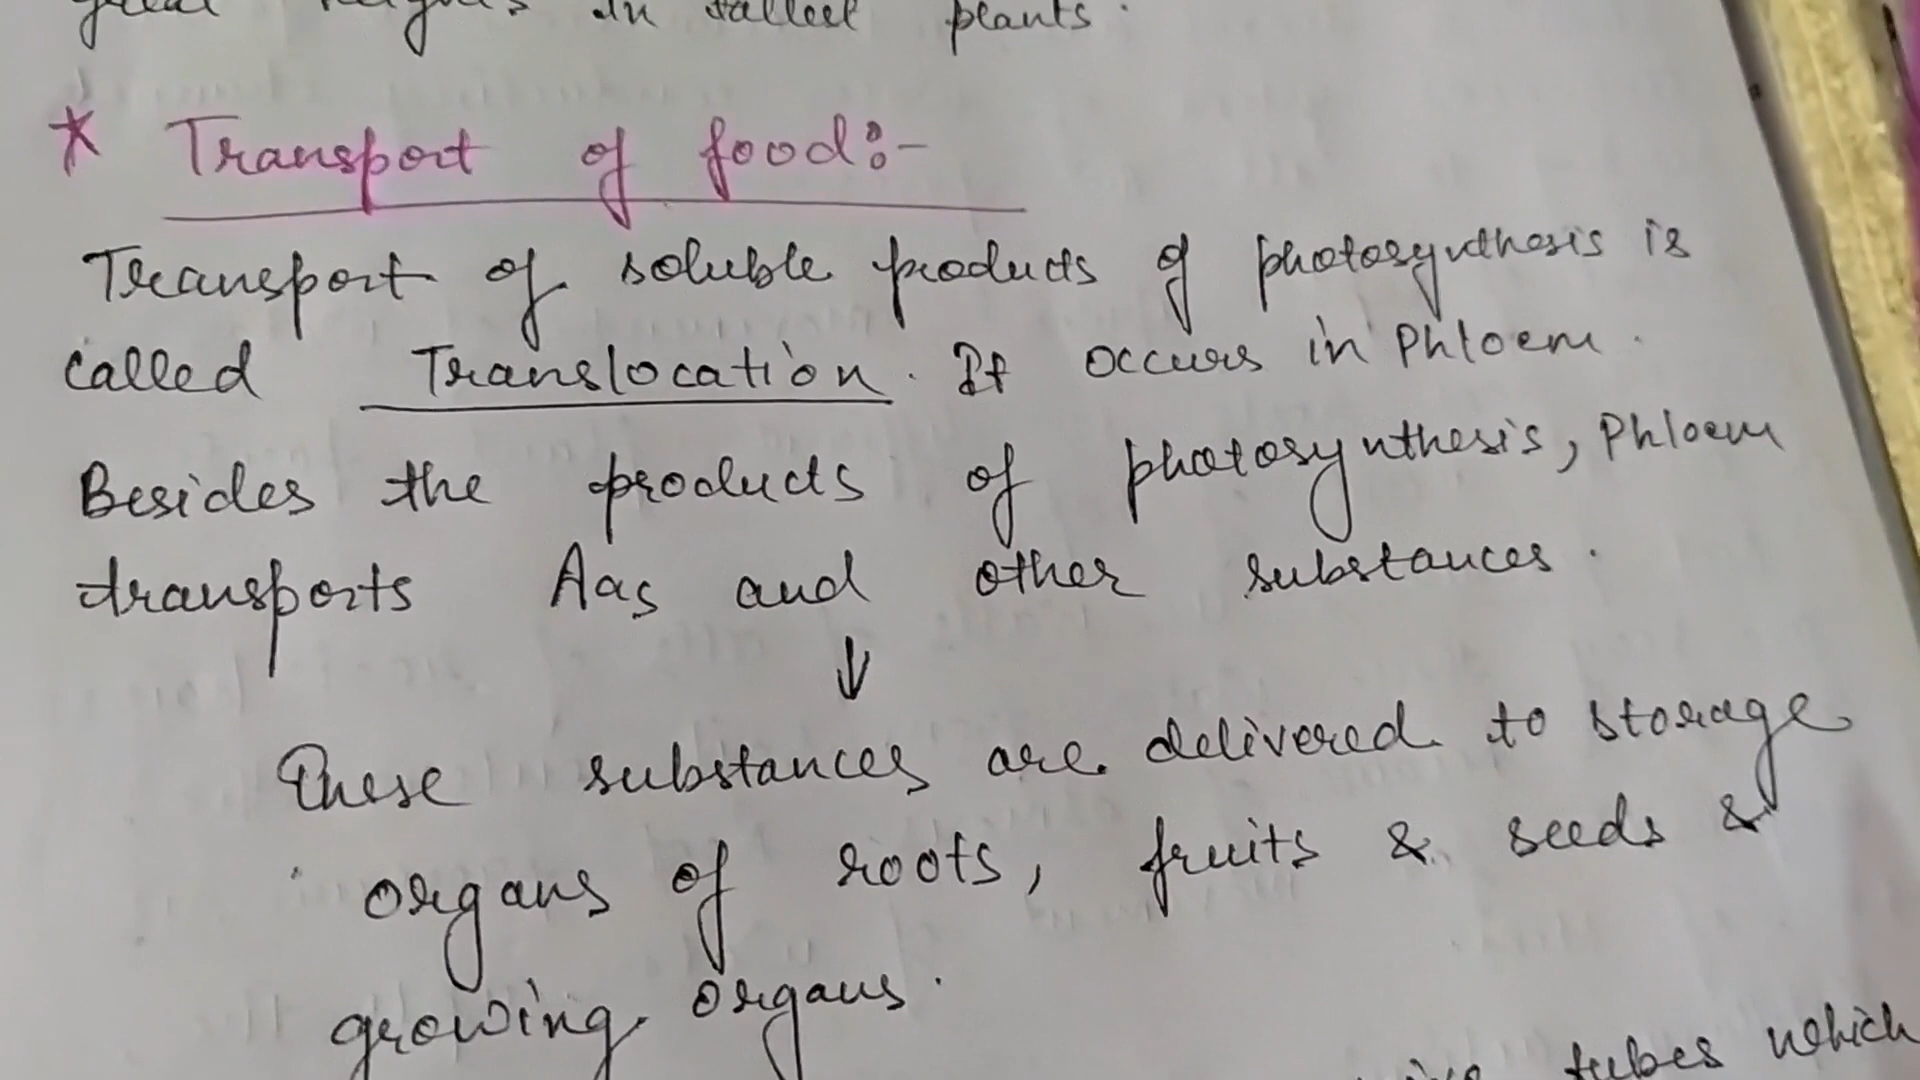 in tallest plants.
* Transport of food:-
Transport of soluble products of photosynthesis is
called Translocation. It occurs in Phloem.
Besides the products of photosynthesis, Phloem
transports Aas and other substances.
↓
These substances are delivered to storage
organs of roots, fruits & seeds &
growing organs.
tubes which